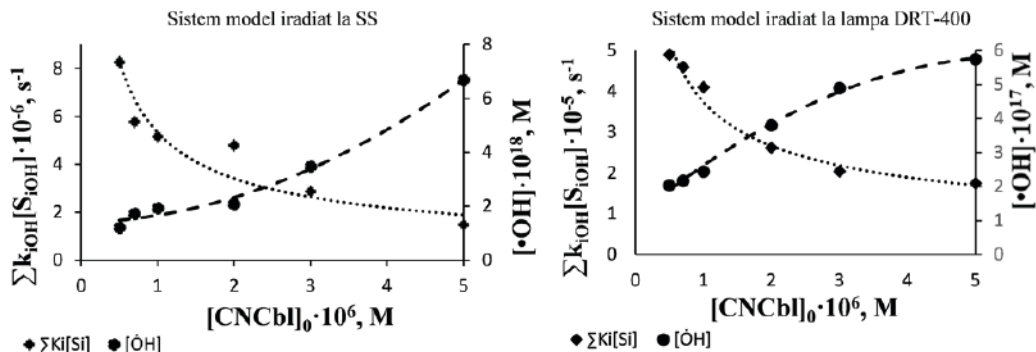 Sistem model iradiat la SS
∑kiOH[SiOH]·10⁻⁶, s⁻¹
8
6
4
2
0
8
6
4
2
0
[•OH]·10¹⁸, M
0 1 2 3 4 5
[CNCbl]₀·10⁶, M
∑Ki[Si] [ȮH]
Sistem model iradiat la lampa DRT-400
∑kiOH[SiOH]·10⁻⁵, s⁻¹
5
4
3
2
1
0
6
5
4
3
2
1
0
[•OH]·10¹⁷, M
0 1 2 3 4 5
[CNCbl]₀·10⁶, M
∑Ki[Si] [ȮH]